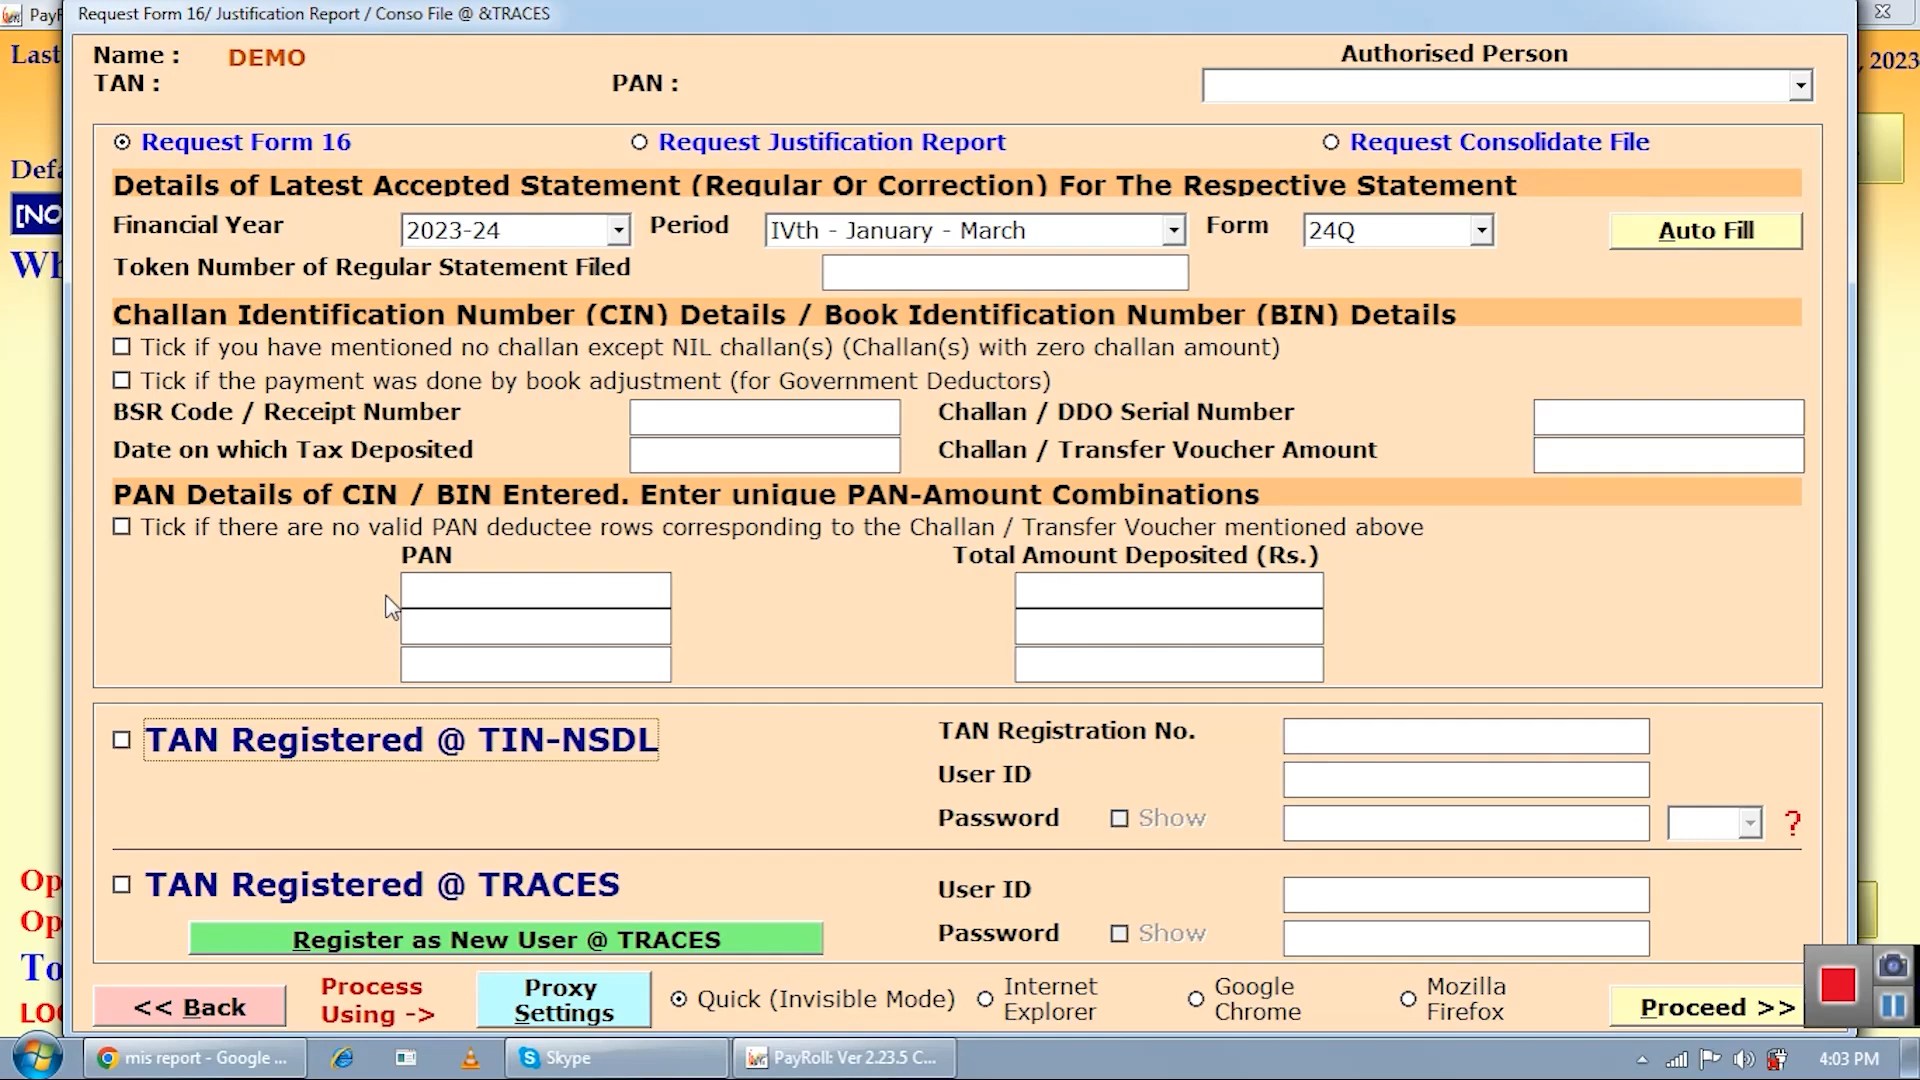 PayR
Request Form 16/ Justification Report / Conso File @ &TRACES
Last
, 2023
Name : DEMO
Authorised Person
TAN :
PAN :
Request Form 16
Request Justification Report
Request Consolidate File
Defa
[NO
Wh
Details of Latest Accepted Statement (Regular Or Correction) For The Respective Statement
Financial Year 2023-24 Period IVth - January - March Form 24Q Auto Fill
Token Number of Regular Statement Filed
Challan Identification Number (CIN) Details / Book Identification Number (BIN) Details
Tick if you have mentioned no challan except NIL challan(s) (Challan(s) with zero challan amount)
Tick if the payment was done by book adjustment (for Government Deductors)
BSR Code / Receipt Number
Challan / DDO Serial Number
Date on which Tax Deposited
Challan / Transfer Voucher Amount
PAN Details of CIN / BIN Entered. Enter unique PAN-Amount Combinations
Tick if there are no valid PAN deductee rows corresponding to the Challan / Transfer Voucher mentioned above
PAN
Total Amount Deposited (Rs.)
TAN Registered @ TIN-NSDL
TAN Registration No.
User ID
Password Show
?
TAN Registered @ TRACES
User ID
Register as New User @ TRACES
Password Show
Op
Op
To
LOG
<< Back
Process
Using ->
Proxy
Settings
Quick (Invisible Mode)
Internet
Explorer
Google
Chrome
Mozilla
Firefox
Proceed >>
mis report - Google ...
Skype
PayRoll: Ver 2.23.5 C...
4:03 PM